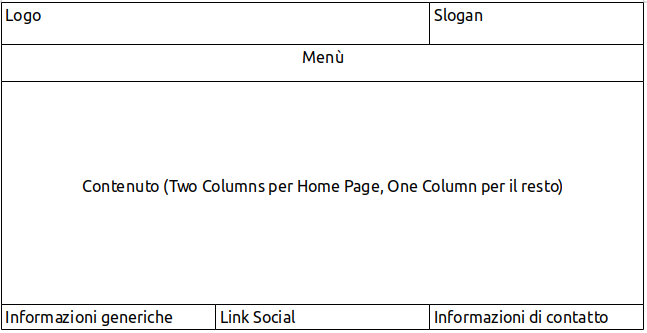 Logo
Slogan
Menù
Contenuto (Two Columns per Home Page, One Column per il resto)
Informazioni generiche
Link Social
Informazioni di contatto